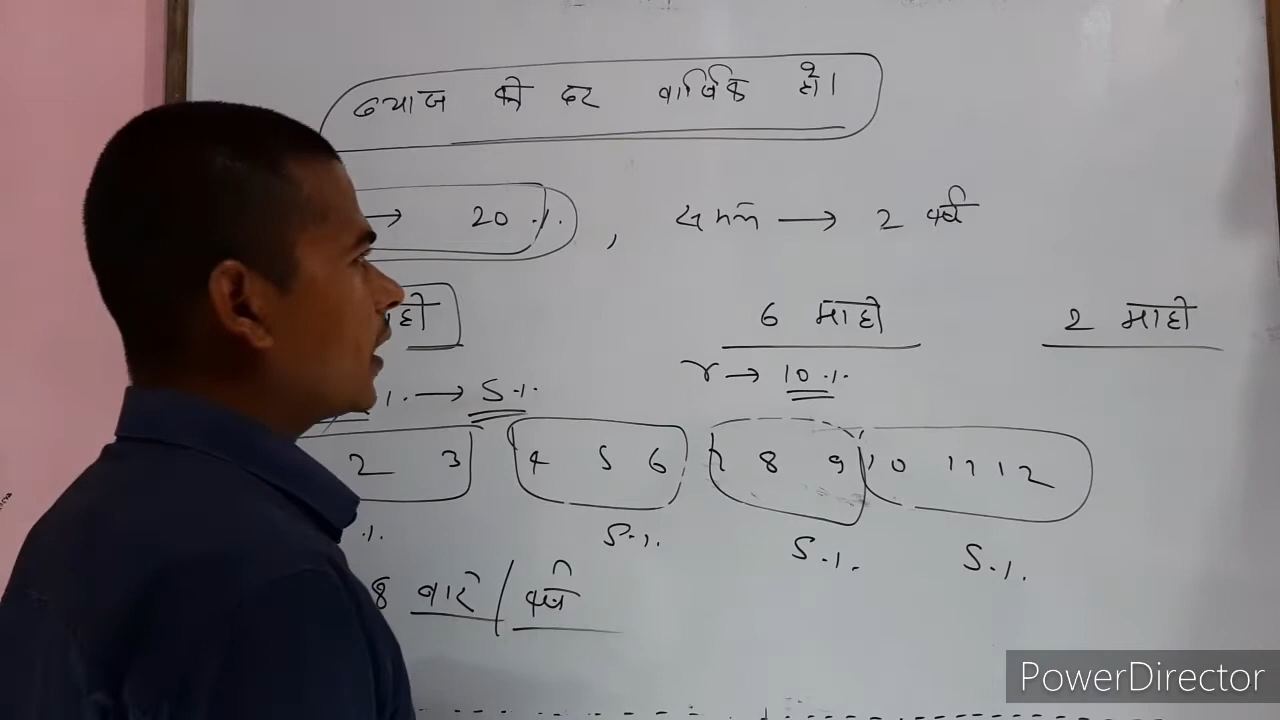 ब्याज की दर वार्षिक हो।
→ 20 %. , समय → 2 वर्ष
माही 6 माही 2 माही
%. → 5 %. r → 10 %.
2 3 4 5 6 7 8 9 10 11 12
%. 5 %. 5 %. 5 %.
8 बार / वर्ष
PowerDirector